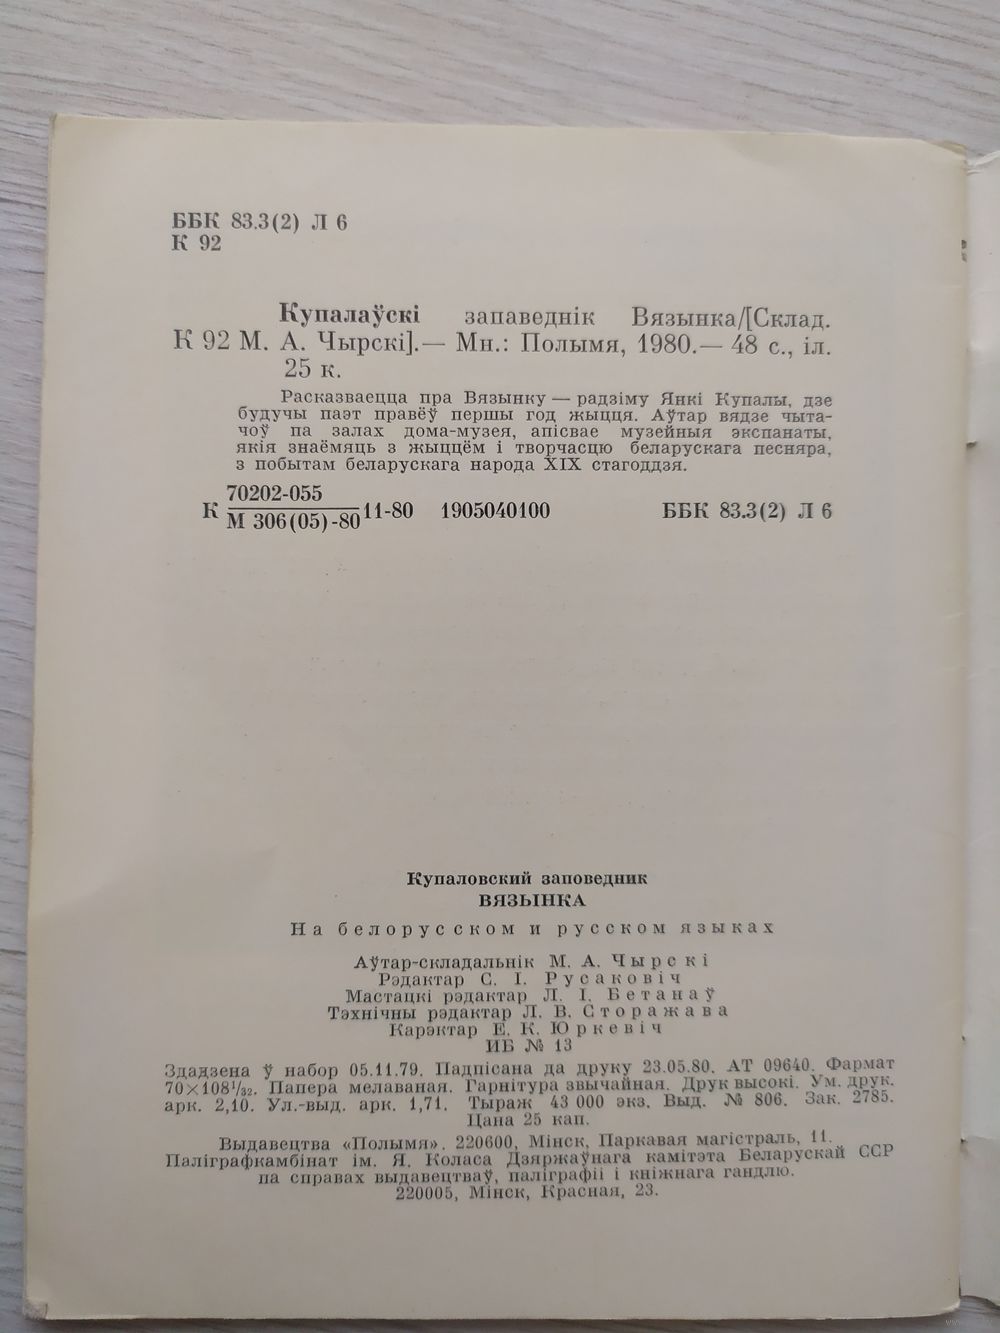 ББК 83.3(2) Л 6
К 92
Купалаўскі запаведнік Вязынка/[Склад.
К 92 М. А. Чырскі].— Мн.: Полымя, 1980.— 48 с., іл.
25 к.
Расказваецца пра Вязынку — радзіму Янкі Купалы, дзе
будучы паэт правёў першы год жыцця. Аўтар вядзе чыта-
чоў па залах дома-музея, апісвае музейныя экспанаты,
якія знаёмяць з жыццём і творчасцю беларускага песняра,
з побытам беларускага народа XIX стагоддзя.
70202-055
К М 306(05)-80 11-80 1905040100 ББК 83.3(2) Л 6
Купаловский заповедник
ВЯЗЫНКА
На белорусском и русском языках
Аўтар-складальнік М. А. Чырскі
Рэдактар С. І. Русаковіч
Мастацкі рэдактар Л. І. Бетанаў
Тэхнічны рэдактар Л. В. Сторажава
Карэктар Е. К. Юркевіч
ИБ № 13
Здадзена ў набор 05.11.79. Падпісана да друку 23.05.80. АТ 09640. Фармат
70×108¹/₃₂. Папера мелаваная. Гарнітура звычайная. Друк высокі. Ум. друк.
арк. 2,10. Ул.-выд. арк. 1,71. Тыраж 43 000 экз. Выд. № 806. Зак. 2785.
Цана 25 кап.
Выдавецтва «Полымя». 220600, Мінск, Паркавая магістраль, 11.
Паліграфкамбінат ім. Я. Коласа Дзяржаўнага камітэта Беларускай ССР
па справах выдавецтваў, паліграфіі і кніжнага гандлю.
220005, Мінск, Красная, 23.